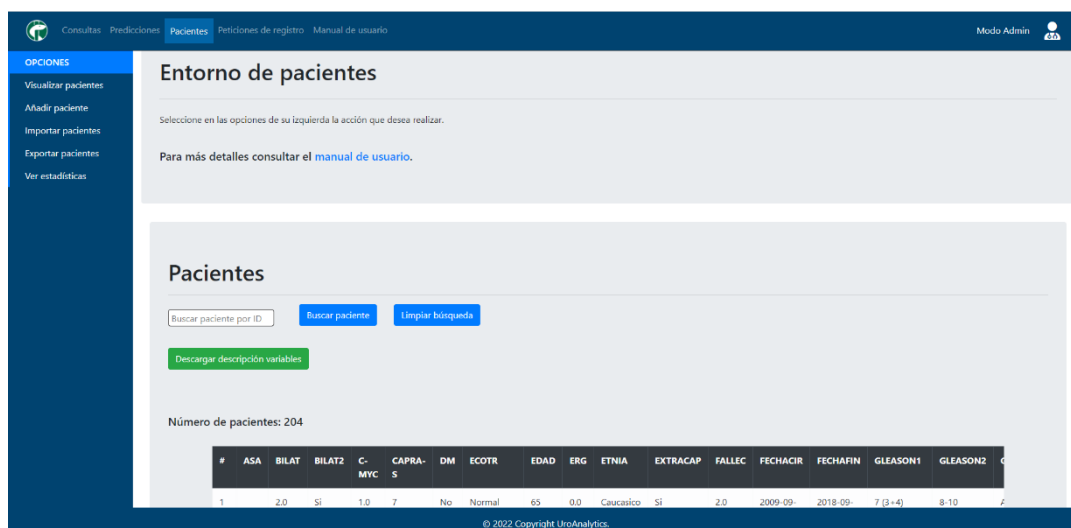 Consultas Predicciones Pacientes Peticiones de registro Manual de usuario Modo Admin
OPCIONES
Visualizar pacientes
Añadir paciente
Importar pacientes
Exportar pacientes
Ver estadísticas
Entorno de pacientes
Seleccione en las opciones de su izquierda la acción que desea realizar.
Para más detalles consultar el manual de usuario.
Pacientes
Buscar paciente por ID Buscar paciente Limpiar búsqueda
Descargar descripción variables
Número de pacientes: 204
# ASA BILAT BILAT2 C- CAPRA- DM ECOTR EDAD ERG ETNIA EXTRACAP FALLEC FECHACIR FECHAFIN GLEASON1 GLEASON2
MYC S
1 2.0 Si 1.0 7 No Normal 65 0.0 Caucasico Si 2.0 2009-09- 2018-09- 7 (3+4) 8-10
© 2022 Copyright UroAnalytics.